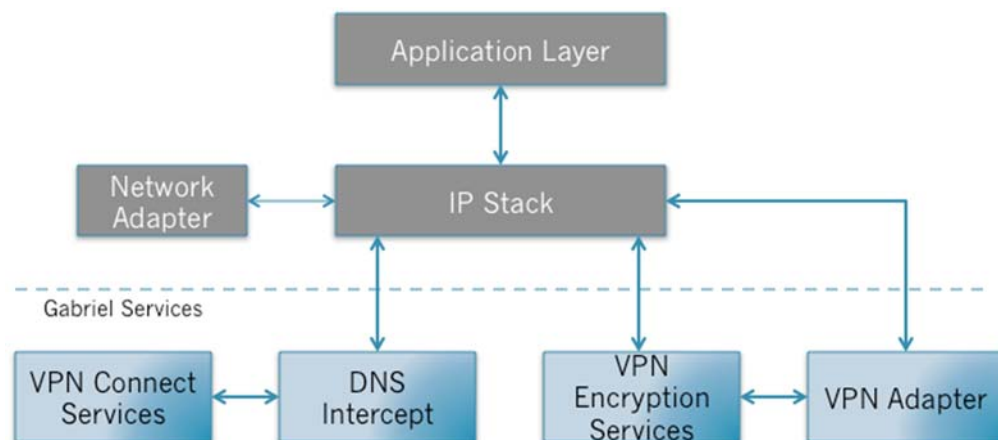 Application Layer
Network
Adapter
IP Stack
Gabriel Services
VPN Connect
Services
DNS
Intercept
VPN
Encryption
Services
VPN Adapter